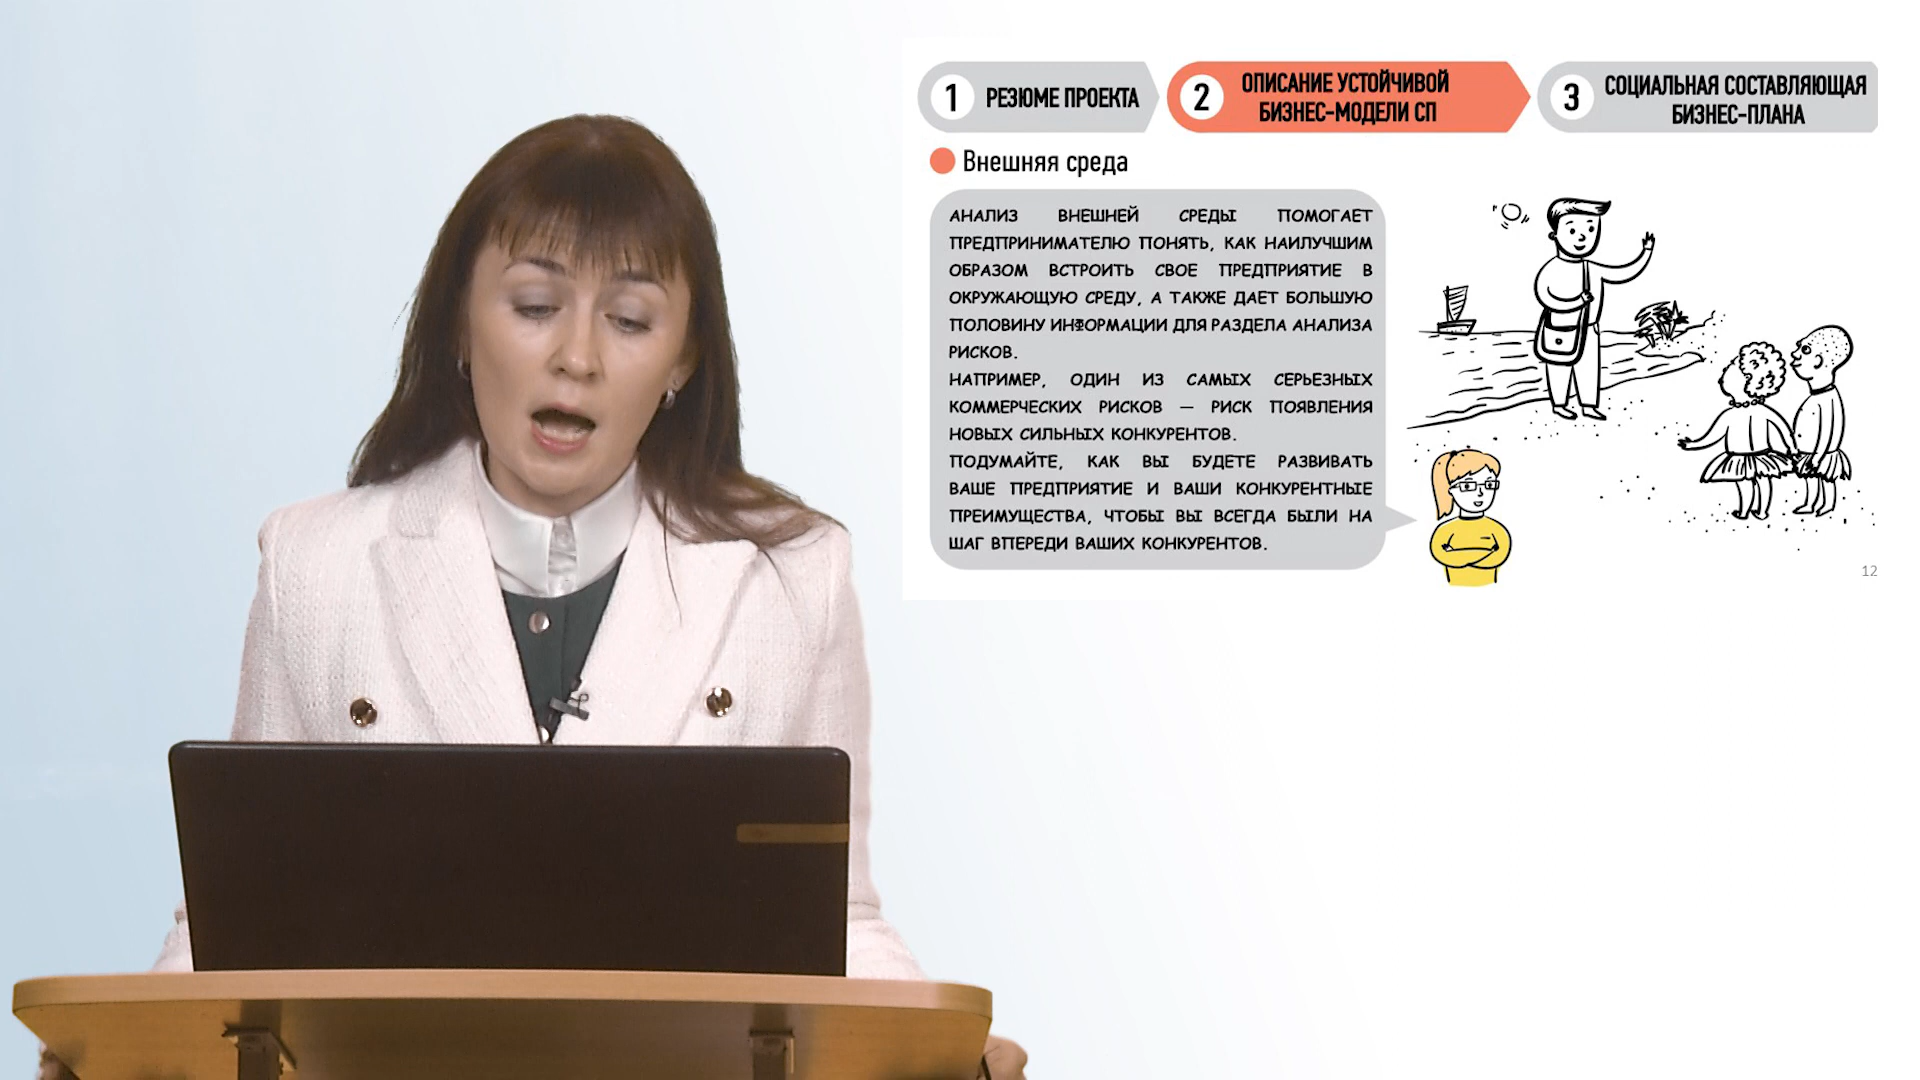 1 РЕЗЮМЕ ПРОЕКТА
2 ОПИСАНИЕ УСТОЙЧИВОЙ
БИЗНЕС-МОДЕЛИ СП
3 СОЦИАЛЬНАЯ СОСТАВЛЯЮЩАЯ
БИЗНЕС-ПЛАНА
Внешняя среда
АНАЛИЗ ВНЕШНЕЙ СРЕДЫ ПОМОГАЕТ
ПРЕДПРИНИМАТЕЛЮ ПОНЯТЬ, КАК НАИЛУЧШИМ
ОБРАЗОМ ВСТРОИТЬ СВОЕ ПРЕДПРИЯТИЕ В
ОКРУЖАЮЩУЮ СРЕДУ, А ТАКЖЕ ДАЕТ БОЛЬШУЮ
ПОЛОВИНУ ИНФОРМАЦИИ ДЛЯ РАЗДЕЛА АНАЛИЗА
РИСКОВ.
НАПРИМЕР, ОДИН ИЗ САМЫХ СЕРЬЕЗНЫХ
КОММЕРЧЕСКИХ РИСКОВ — РИСК ПОЯВЛЕНИЯ
НОВЫХ СИЛЬНЫХ КОНКУРЕНТОВ.
ПОДУМАЙТЕ, КАК ВЫ БУДЕТЕ РАЗВИВАТЬ
ВАШЕ ПРЕДПРИЯТИЕ И ВАШИ КОНКУРЕНТНЫЕ
ПРЕИМУЩЕСТВА, ЧТОБЫ ВЫ ВСЕГДА БЫЛИ НА
ШАГ ВПЕРЕДИ ВАШИХ КОНКУРЕНТОВ.
12